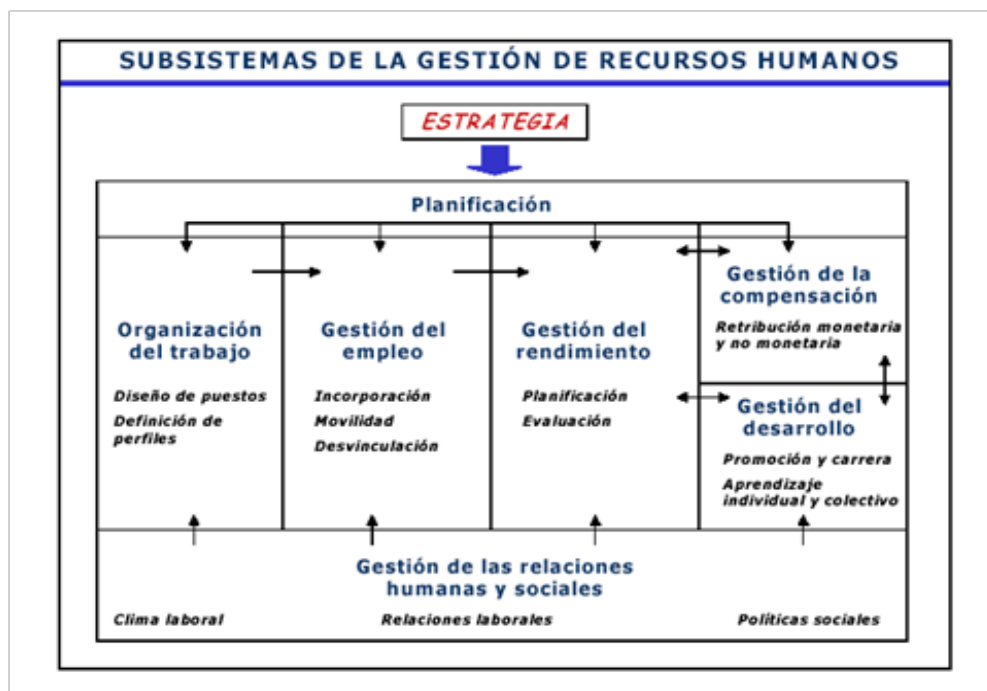 SUBSISTEMAS DE LA GESTIÓN DE RECURSOS HUMANOS
ESTRATEGIA
Planificación
Organización
del trabajo
Diseño de puestos
Definición de
perfiles
Gestión del
empleo
Incorporación
Movilidad
Desvinculación
Gestión del
rendimiento
Planificación
Evaluación
Gestión de la
compensación
Retribución monetaria
y no monetaria
Gestión del
desarrollo
Promoción y carrera
Aprendizaje
individual y colectivo
Gestión de las relaciones
humanas y sociales
Clima laboral
Relaciones laborales
Políticas sociales